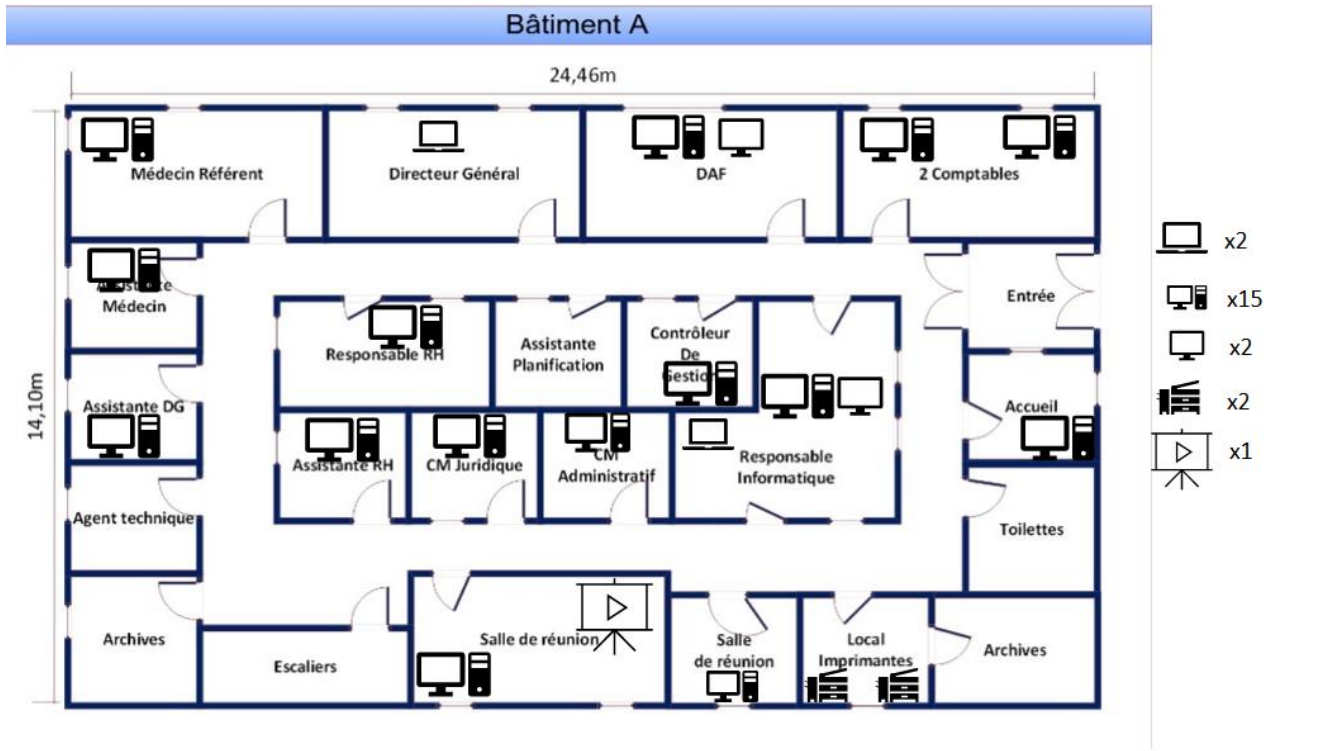 Bâtiment A
24,46m
14,10m
Médecin Référent
Directeur Général
DAF
2 Comptables
Assistante
Médecin
Entrée
x2
x15
x2
x2
x1
Responsable RH
Assistante
Planification
Contrôleur
De
Gestion
Assistante DG
Accueil
Assistante RH
CM Juridique
CM
Administratif
Responsable
Informatique
Agent technique
Toilettes
Archives
Escaliers
Salle de réunion
Salle
de réunion
Local
Imprimantes
Archives